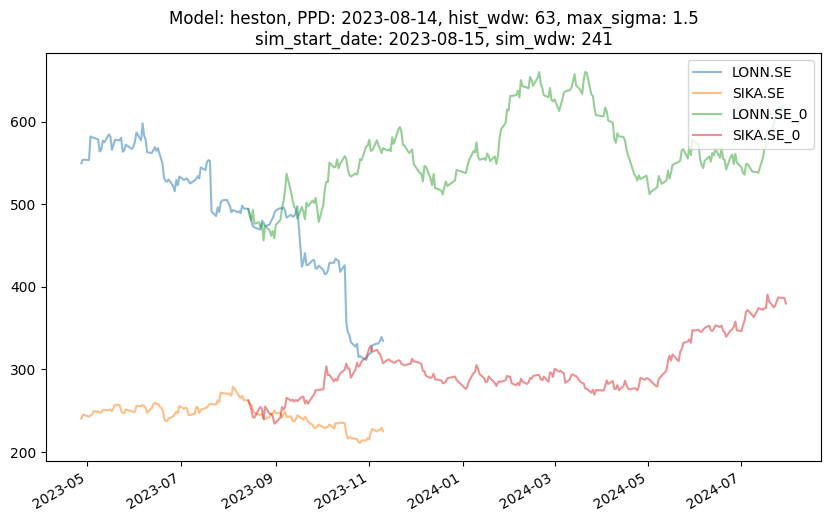 Model: heston, PPD: 2023-08-14, hist_wdw: 63, max_sigma: 1.5
sim_start_date: 2023-08-15, sim_wdw: 241
LONN.SE
SIKA.SE
LONN.SE_0
SIKA.SE_0
600
500
400
300
200
2023-05
2023-07
2023-09
2023-11
2024-01
2024-03
2024-05
2024-07